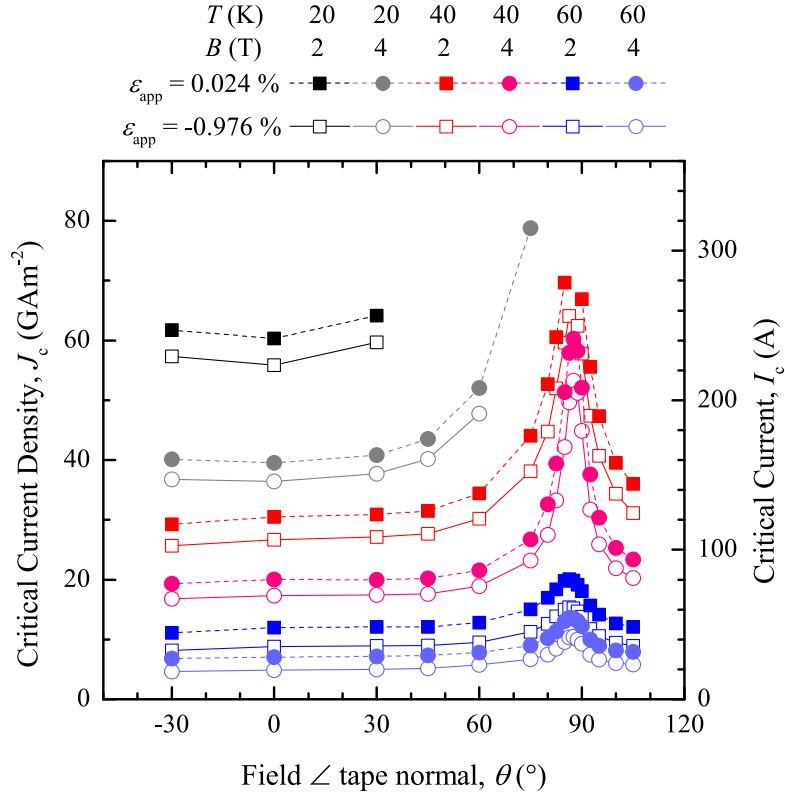 T (K) 20 20 40 40 60 60
B (T) 2 4 2 4 2 4
εapp = 0.024 %
εapp = -0.976 %
80
60
40
20
0
Critical Current Density, Jc (GAm-2)
300
200
100
0
Critical Current, Ic (A)
-30 0 30 60 90 120
Field ∠ tape normal, θ (°)